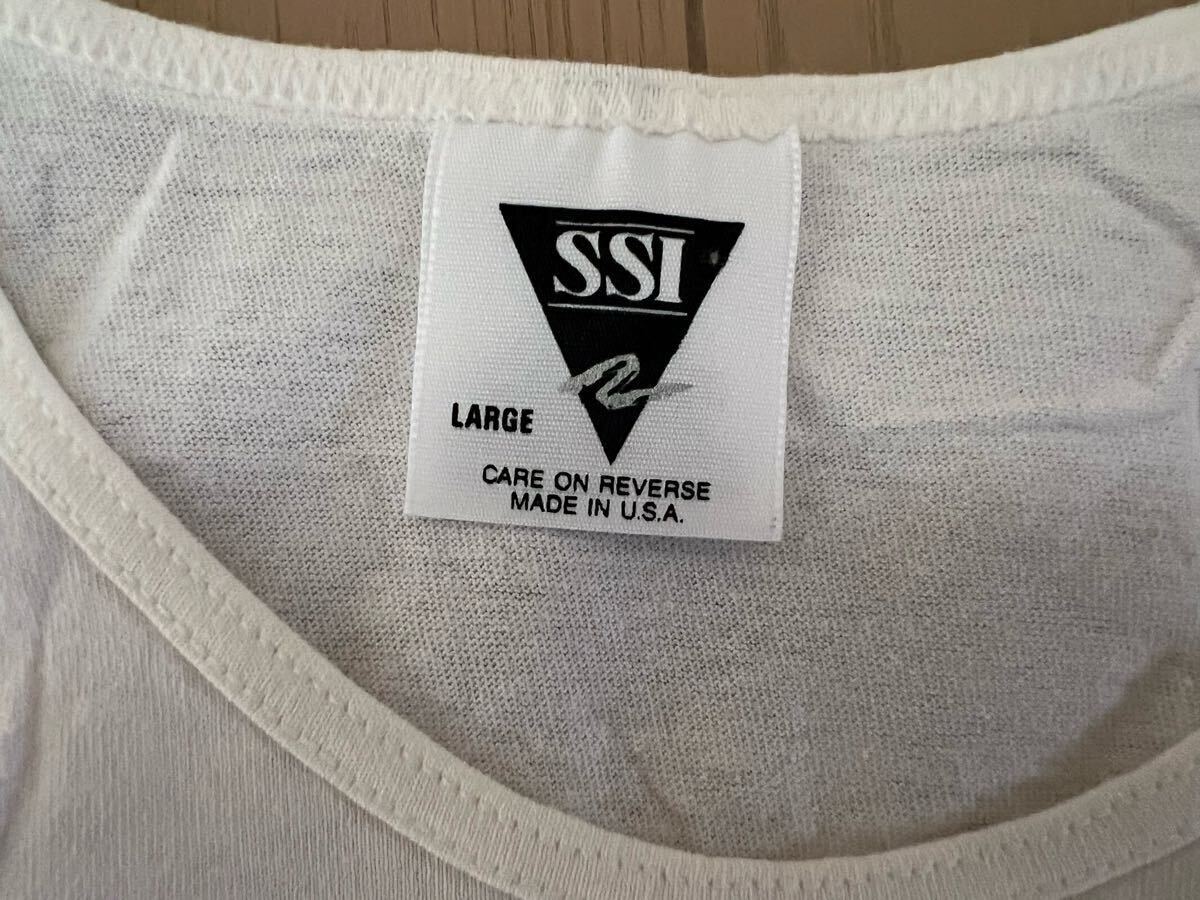 SSI
LARGE
CARE ON REVERSE
MADE IN U.S.A.